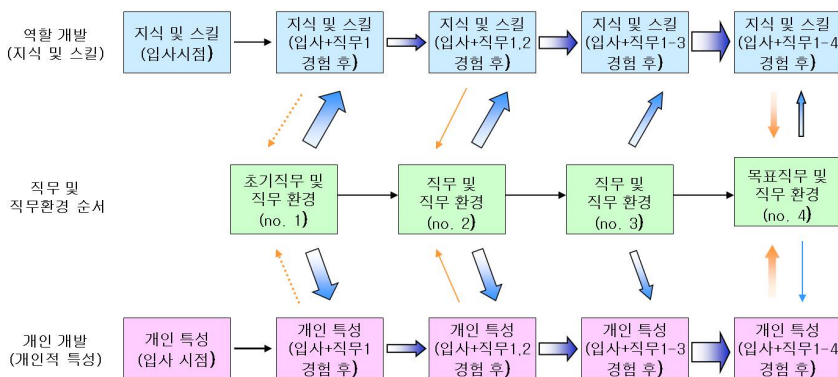 역할 개발
(지식 및 스킬)
지식 및 스킬
(입사시점)
지식 및 스킬
(입사+직무1
경험 후)
지식 및 스킬
(입사+직무1,2
경험 후)
지식 및 스킬
(입사+직무1-3
경험 후)
지식 및 스킬
(입사+직무1-4
경험 후)
직무 및
직무환경 순서
초기직무 및
직무 환경
(no. 1)
직무 및
직무 환경
(no. 2)
직무 및
직무 환경
(no. 3)
목표직무 및
직무 환경
(no. 4)
개인 개발
(개인적 특성)
개인 특성
(입사 시점)
개인 특성
(입사+직무1
경험 후)
개인 특성
(입사+직무1,2
경험 후)
개인 특성
(입사+직무1-3
경험 후)
개인 특성
(입사+직무1-4
경험 후)